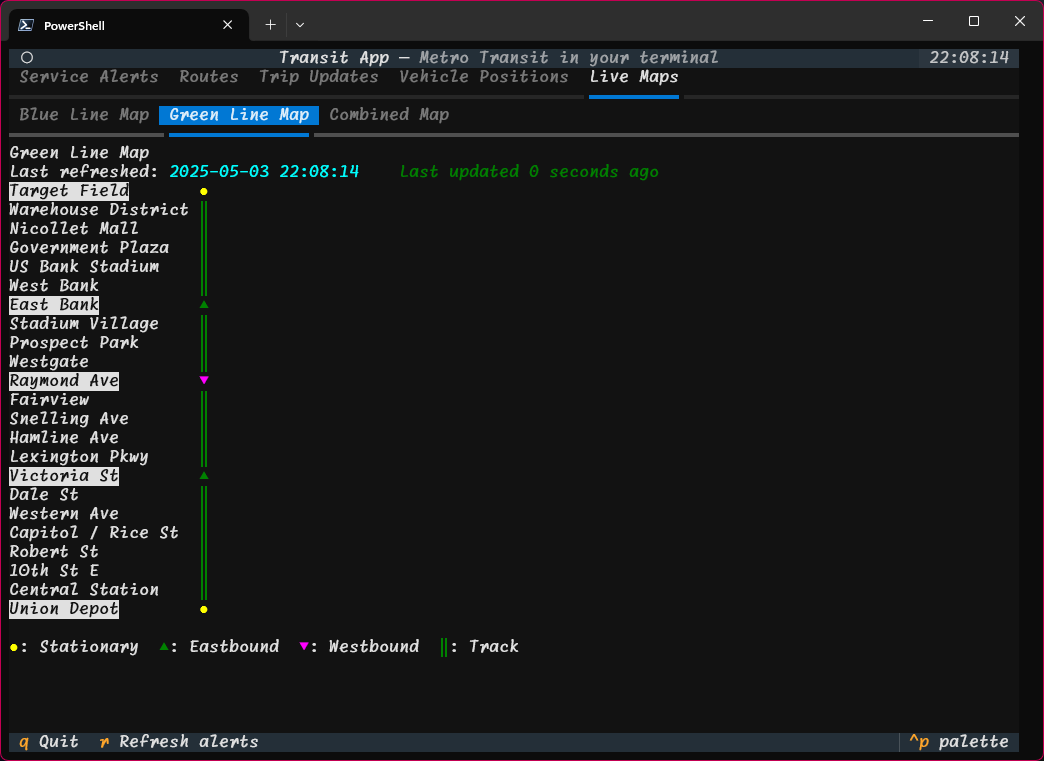 PowerShell
Transit App — Metro Transit in your terminal 22:08:14
Service Alerts Routes Trip Updates Vehicle Positions Live Maps
Blue Line Map Green Line Map Combined Map
Green Line Map
Last refreshed: 2025-05-03 22:08:14 Last updated 0 seconds ago
Target Field ●
Warehouse District ║
Nicollet Mall ║
Government Plaza ║
US Bank Stadium ║
West Bank ║
East Bank ▲
Stadium Village ║
Prospect Park ║
Westgate ║
Raymond Ave ▼
Fairview ║
Snelling Ave ║
Hamline Ave ║
Lexington Pkwy ║
Victoria St ▲
Dale St ║
Western Ave ║
Capitol / Rice St ║
Robert St ║
10th St E ║
Central Station ║
Union Depot ●
●: Stationary ▲: Eastbound ▼: Westbound ║: Track
q Quit r Refresh alerts ^p palette